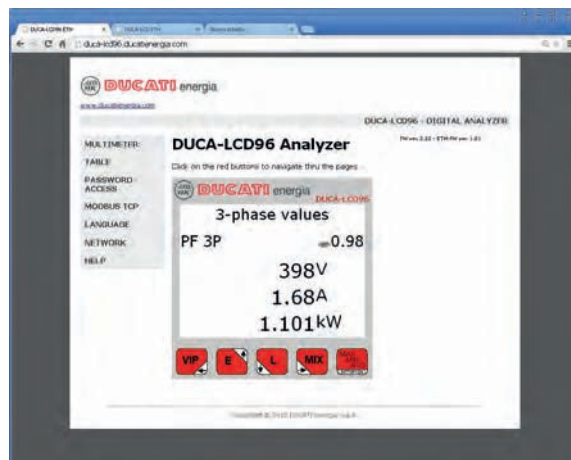 DUCA-LCD96 ETH
duca-lcd96.ducatienergia.com
DUCATI energia
www.ducatienergia.com
DUCA-LCD96 - DIGITAL ANALYZER
MULTIMETER
TABLE
PASSWORD ACCESS
MODBUS TCP
LANGUAGE
NETWORK
HELP
DUCA-LCD96 Analyzer
Click on the red buttons to navigate thru the pages
DUCATI energia
DUCA-LCD96
3-phase values
PF 3P 0.98
398V
1.68A
1.101kW
VIP E L MIX